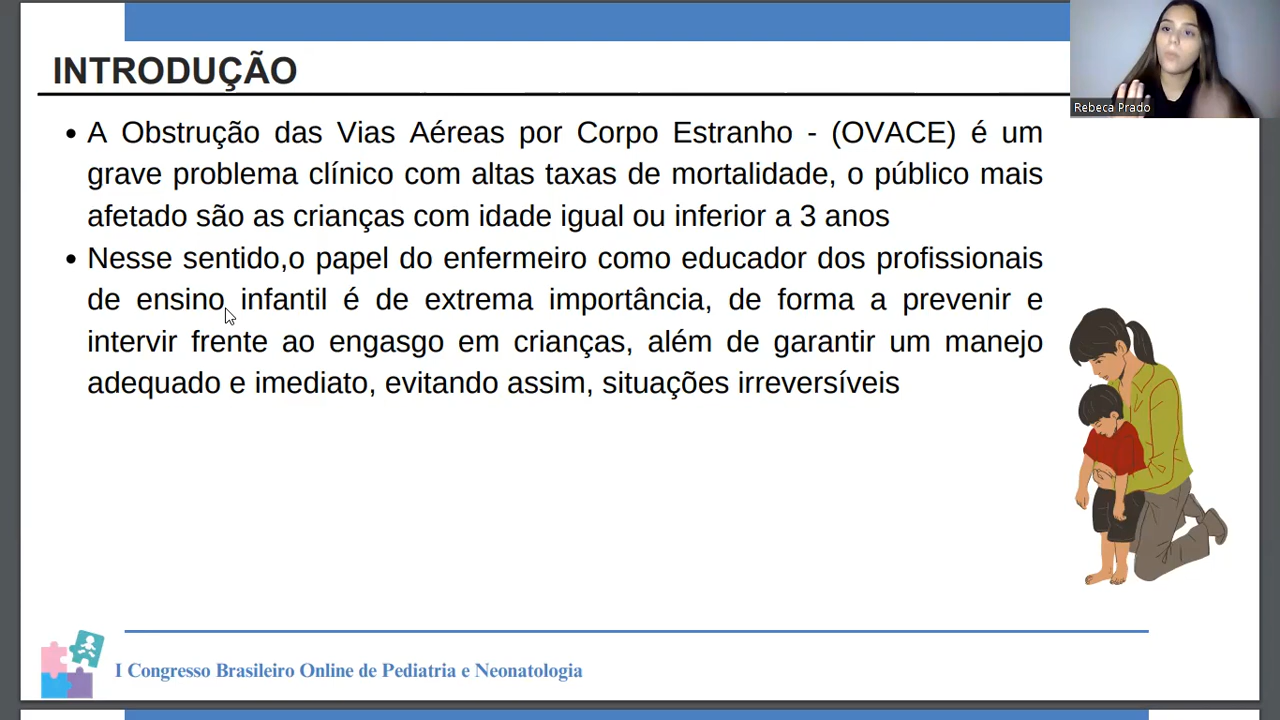 INTRODUÇÃO
Rebeca Prado
• A Obstrução das Vias Aéreas por Corpo Estranho - (OVACE) é um
grave problema clínico com altas taxas de mortalidade, o público mais
afetado são as crianças com idade igual ou inferior a 3 anos
• Nesse sentido,o papel do enfermeiro como educador dos profissionais
de ensino infantil é de extrema importância, de forma a prevenir e
intervir frente ao engasgo em crianças, além de garantir um manejo
adequado e imediato, evitando assim, situações irreversíveis
I Congresso Brasileiro Online de Pediatria e Neonatologia